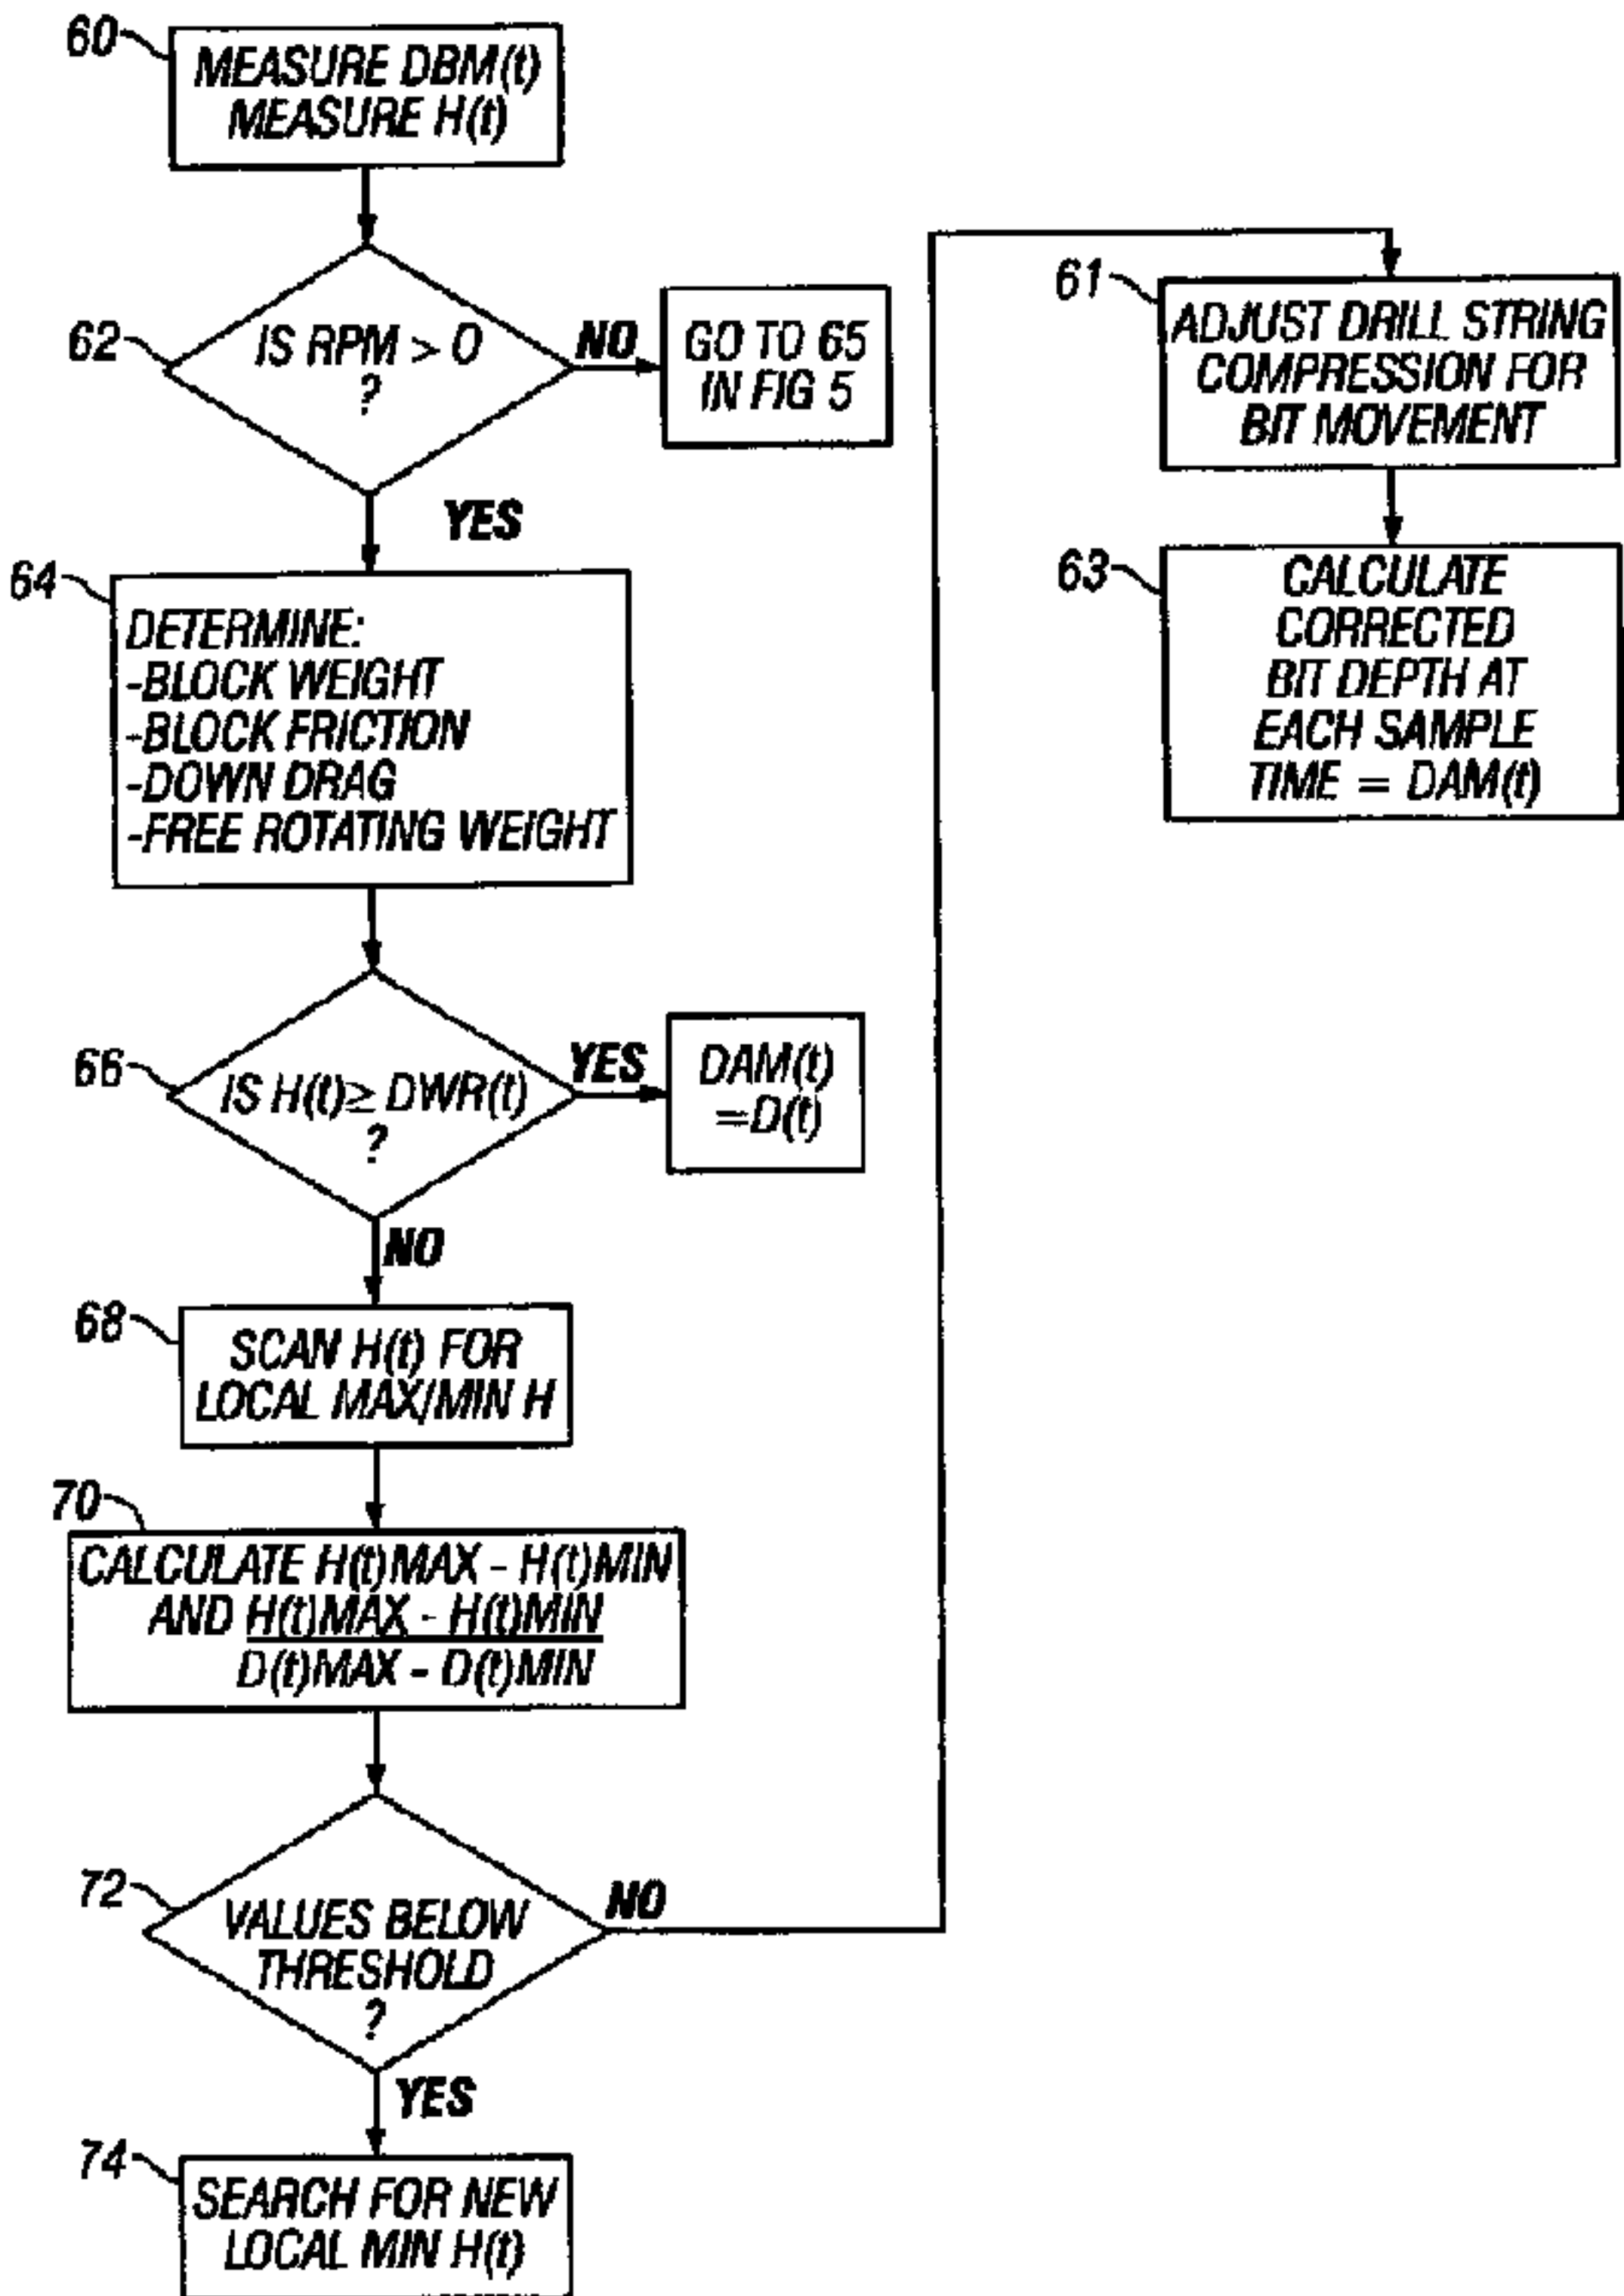 60
MEASURE DBM(t)
MEASURE H(t)
62
IS RPM > 0
?
NO
GO TO 65
IN FIG 5
YES
64
DETERMINE:
-BLOCK WEIGHT
-BLOCK FRICTION
-DOWN DRAG
-FREE ROTATING WEIGHT
66
IS H(t)≥ DWR(t)
?
YES
DAM(t)
=D(t)
NO
68
SCAN H(t) FOR
LOCAL MAX/MIN H
70
CALCULATE H(t)MAX - H(t)MIN
AND H(t)MAX - H(t)MIN
D(t)MAX - D(t)MIN
72
VALUES BELOW
THRESHOLD
?
NO
YES
74
SEARCH FOR NEW
LOCAL MIN H(t)
61
ADJUST DRILL STRING
COMPRESSION FOR
BIT MOVEMENT
63
CALCULATE
CORRECTED
BIT DEPTH AT
EACH SAMPLE
TIME = DAM(t)